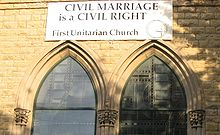 CIVIL MARRIAGE
is a CIVIL RIGHT
First Unitarian Church